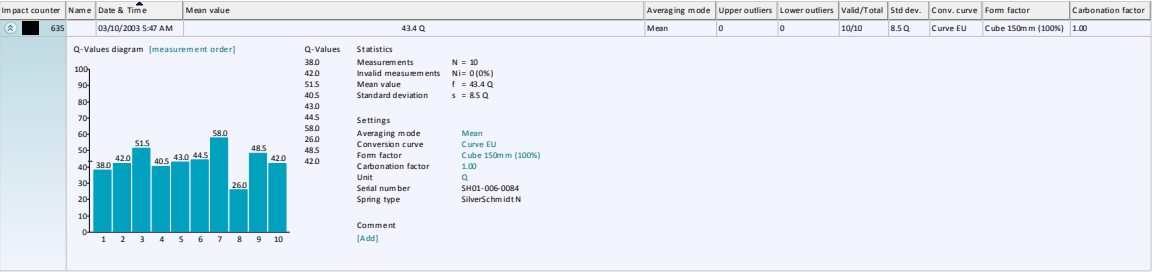 Impact counter Name Date & Time Mean value Averaging mode Upper outliers Lower outliers Valid/Total Std dev. Conv. curve Form factor Carbonation factor
635 03/10/2003 5:47 AM 43.4 Q Mean 0 0 10/10 8.5 Q Curve EU Cube 150mm (100%) 1.00
Q-Values diagram [measurement order]
100
90
80
70
60
50
40
30
20
10
0
38.0 42.0 51.5 40.5 43.0 44.5 58.0 26.0 48.5 42.0
1 2 3 4 5 6 7 8 9 10
Q-Values
38.0
42.0
51.5
40.5
43.0
44.5
58.0
26.0
48.5
42.0
Statistics
Measurements N = 10
Invalid measurements Ni = 0 (0%)
Mean value f = 43.4 Q
Standard deviation s = 8.5 Q
Settings
Averaging mode Mean
Conversion curve Curve EU
Form factor Cube 150mm (100%)
Carbonation factor 1.00
Unit Q
Serial number SH01-006-0084
Spring type SilverSchmidt N
Comment
[Add]